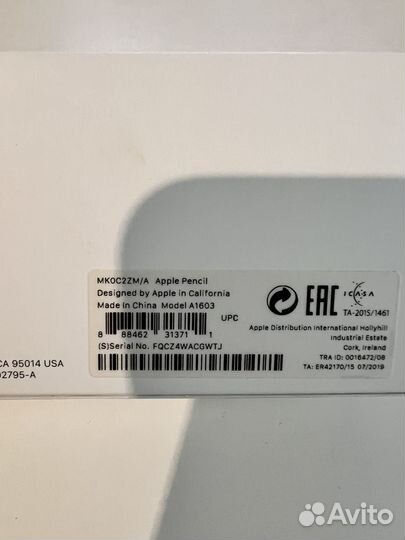 MK0C2ZM/A Apple Pencil
Designed by Apple in California
Made in China Model A1603
UPC
8 88462 31371 1
(S)Serial No. FQCZ4WACGWTJ
EAC
ICASA
TA-2015/1461
Apple Distribution International Hollyhill
Industrial Estate
Cork, Ireland
TRA ID: 0016472/08
TA: ER42170/15 07/2019
CA 95014 USA
02795-A
Avito